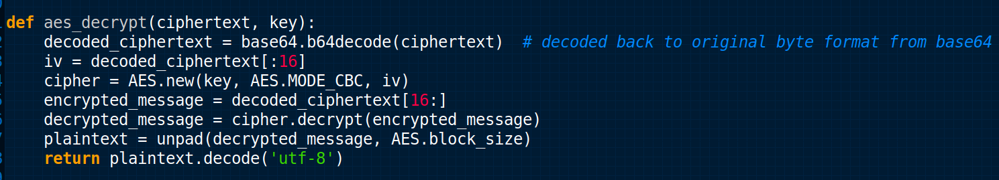 def aes_decrypt(ciphertext, key):
    decoded_ciphertext = base64.b64decode(ciphertext)  # decoded back to original byte format from base64
    iv = decoded_ciphertext[:16]
    cipher = AES.new(key, AES.MODE_CBC, iv)
    encrypted_message = decoded_ciphertext[16:]
    decrypted_message = cipher.decrypt(encrypted_message)
    plaintext = unpad(decrypted_message, AES.block_size)
    return plaintext.decode('utf-8')